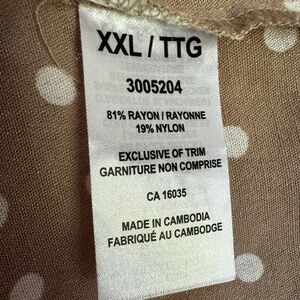 XXL / TTG
3005204
81% RAYON / RAYONNE
19% NYLON
EXCLUSIVE OF TRIM
GARNITURE NON COMPRISE
CA 16035
MADE IN CAMBODIA
FABRIQUÉ AU CAMBODGE